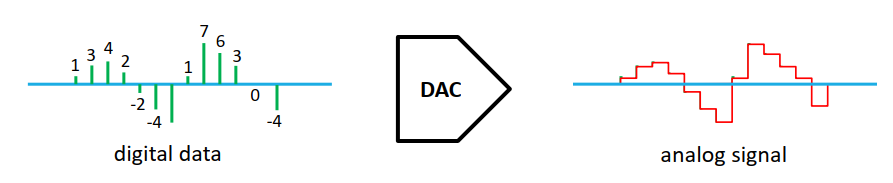 1 3 4 2 -2 -4 1 7 6 3 0 -4
DAC
digital data
analog signal